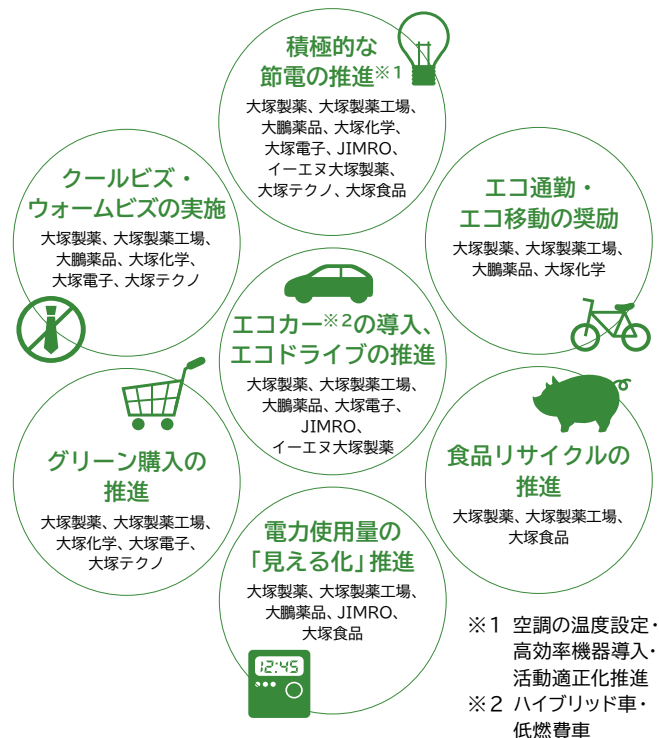 積極的な
節電の推進※1
大塚製薬、大塚製薬工場、
大鵬薬品、大塚化学、
大塚電子、JIMRO、
イーエヌ大塚製薬、
大塚テクノ、大塚食品
クールビズ・
ウォームビズの実施
大塚製薬、大塚製薬工場、
大鵬薬品、大塚化学、
大塚電子、大塚テクノ
エコ通勤・
エコ移動の奨励
大塚製薬、大塚製薬工場、
大鵬薬品、大塚化学
エコカー※2の導入、
エコドライブの推進
大塚製薬、大塚製薬工場、
大鵬薬品、大塚電子、
JIMRO、
イーエヌ大塚製薬
グリーン購入の
推進
大塚製薬、大塚製薬工場、
大塚化学、大塚電子、
大塚テクノ
食品リサイクルの
推進
大塚製薬、大塚製薬工場、
大塚食品
電力使用量の
「見える化」推進
大塚製薬、大塚製薬工場、
大鵬薬品、JIMRO、
大塚食品
12:45
※1 空調の温度設定・
高効率機器導入・
活動適正化推進
※2 ハイブリッド車・
低燃費車